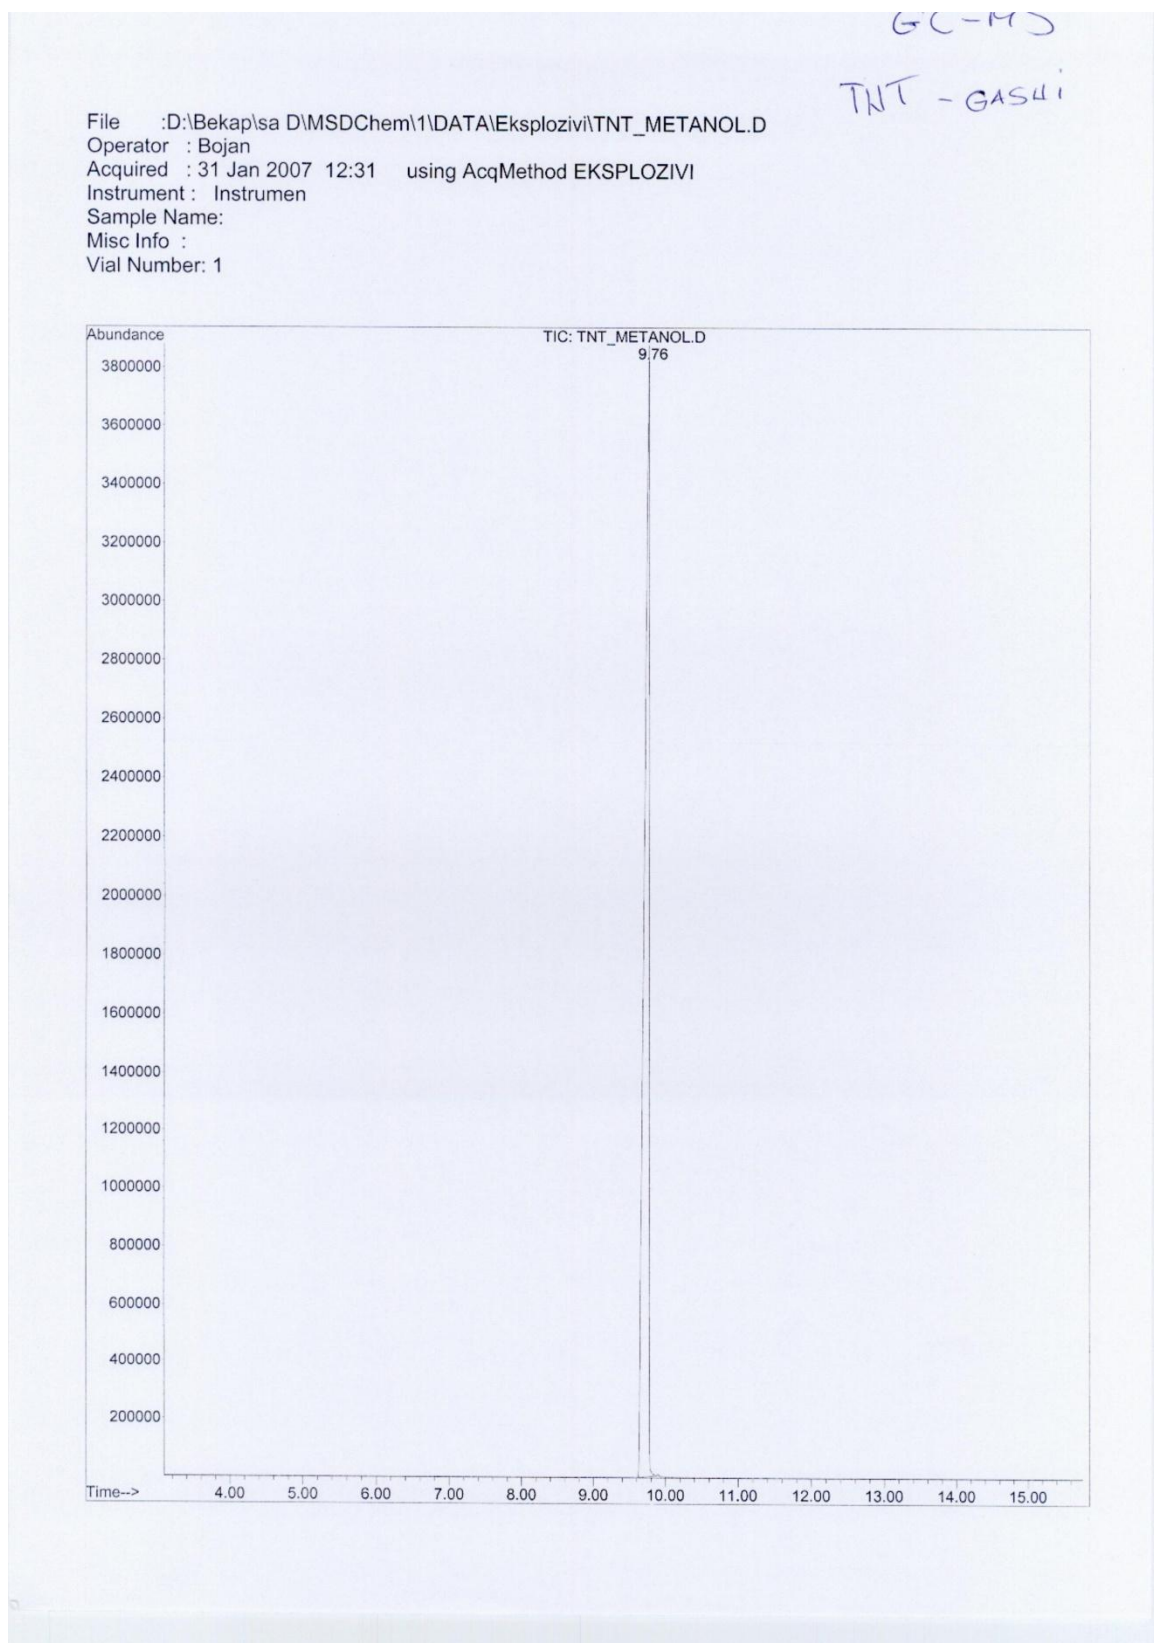 GC-MS
TNT - GASHI
File :D:\Bekap\sa D\MSDChem\1\DATA\Eksplozivi\TNT_METANOL.D
Operator : Bojan
Acquired : 31 Jan 2007 12:31 using AcqMethod EKSPLOZIVI
Instrument : Instrumen
Sample Name:
Misc Info :
Vial Number: 1
Abundance
TIC: TNT_METANOL.D
9.76
3800000
3600000
3400000
3200000
3000000
2800000
2600000
2400000
2200000
2000000
1800000
1600000
1400000
1200000
1000000
800000
600000
400000
200000
Time--> 4.00 5.00 6.00 7.00 8.00 9.00 10.00 11.00 12.00 13.00 14.00 15.00